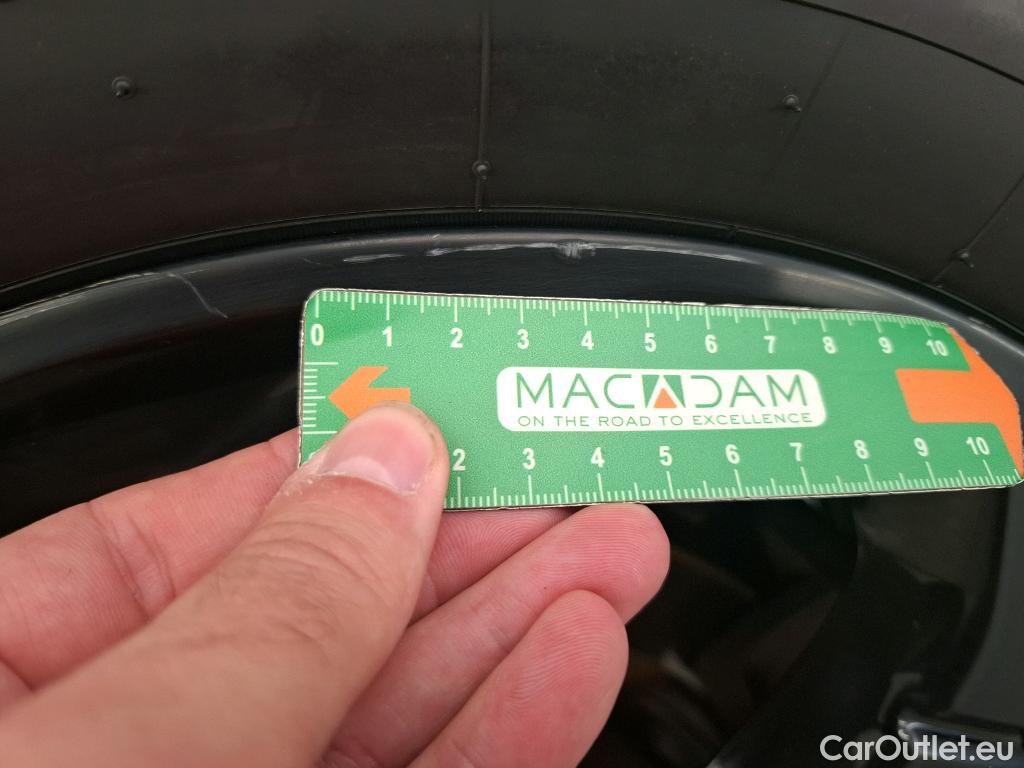 0 1 2 3 4 5 6 7 8 9 10
MACADAM
ON THE ROAD TO EXCELLENCE
2 3 4 5 6 7 8 9 10
CarOutlet.eu